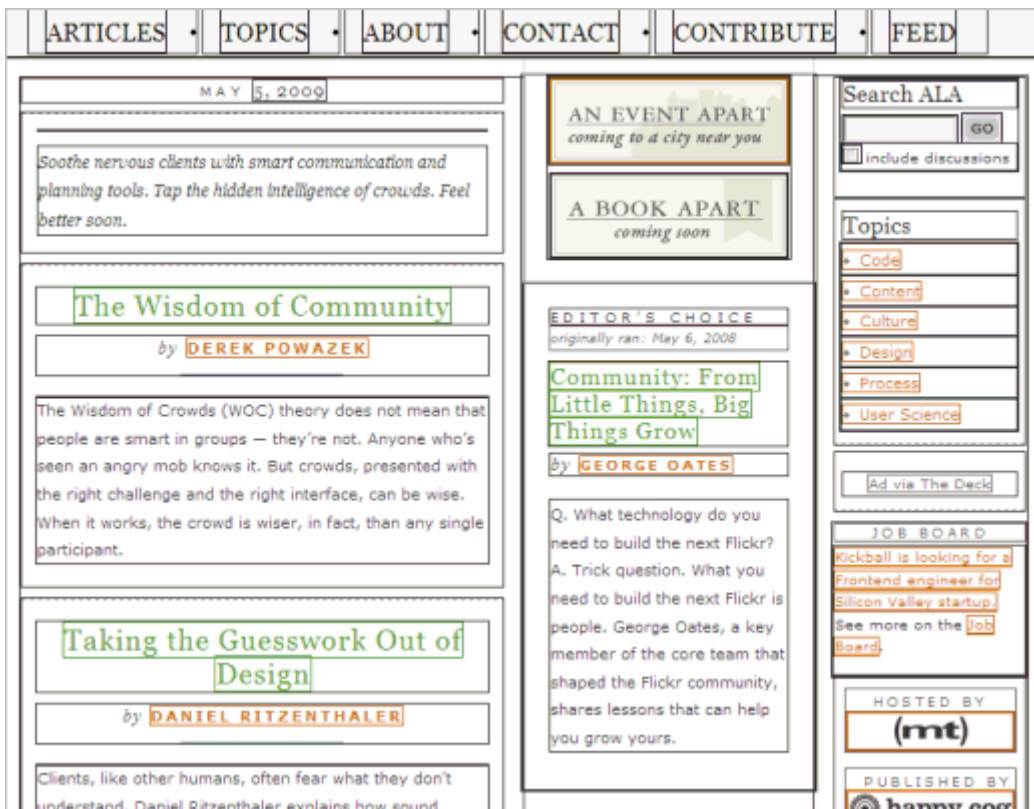 ARTICLES • TOPICS • ABOUT • CONTACT • CONTRIBUTE • FEED
MAY 5, 2009
Soothe nervous clients with smart communication and
planning tools. Tap the hidden intelligence of crowds. Feel
better soon.
The Wisdom of Community
by DEREK POWAZEK
The Wisdom of Crowds (WOC) theory does not mean that
people are smart in groups — they’re not. Anyone who’s
seen an angry mob knows it. But crowds, presented with
the right challenge and the right interface, can be wise.
When it works, the crowd is wiser, in fact, than any single
participant.
Taking the Guesswork Out of
Design
by DANIEL RITZENTHALER
Clients, like other humans, often fear what they don’t
understand. Daniel Ritzenthaler explains how sound
AN EVENT APART
coming to a city near you
A BOOK APART
coming soon
EDITOR’S CHOICE
originally ran: May 6, 2008
Community: From
Little Things, Big
Things Grow
by GEORGE OATES
Q. What technology do you
need to build the next Flickr?
A. Trick question. What you
need to build the next Flickr is
people. George Oates, a key
member of the core team that
shaped the Flickr community,
shares lessons that can help
you grow yours.
Search ALA
GO
include discussions
Topics
• Code
• Content
• Culture
• Design
• Process
• User Science
Ad via The Deck
JOB BOARD
Kickball is looking for a
Frontend engineer for
Silicon Valley startup.
See more on the Job
Board.
HOSTED BY
(mt)
PUBLISHED BY
happy cog